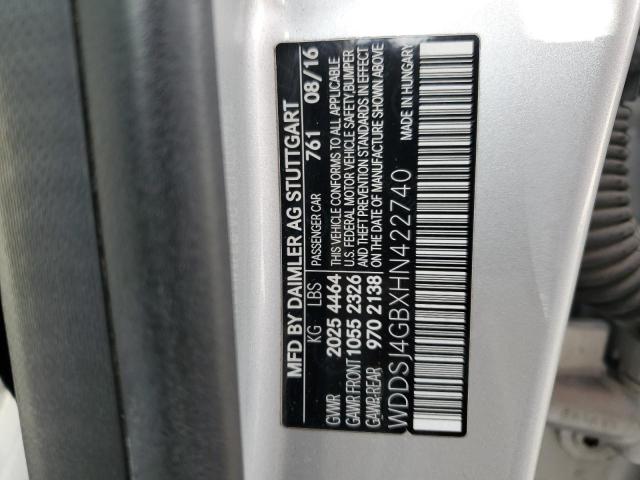 MFD BY DAIMLER AG STUTTGART
KG LBS PASSENGER CAR 761 08/16
GVWR 2025 4464 THIS VEHICLE CONFORMS TO ALL APPLICABLE
U.S. FEDERAL MOTOR VEHICLE SAFETY,BUMPER
GAWR FRONT 1055 2326 AND THEFT PREVENTION STANDARDS IN EFFECT
GAWR REAR 970 2138 ON THE DATE OF MANUFACTURE SHOWN ABOVE
WDDSJ4GBXHN422740 MADE IN HUNGARY